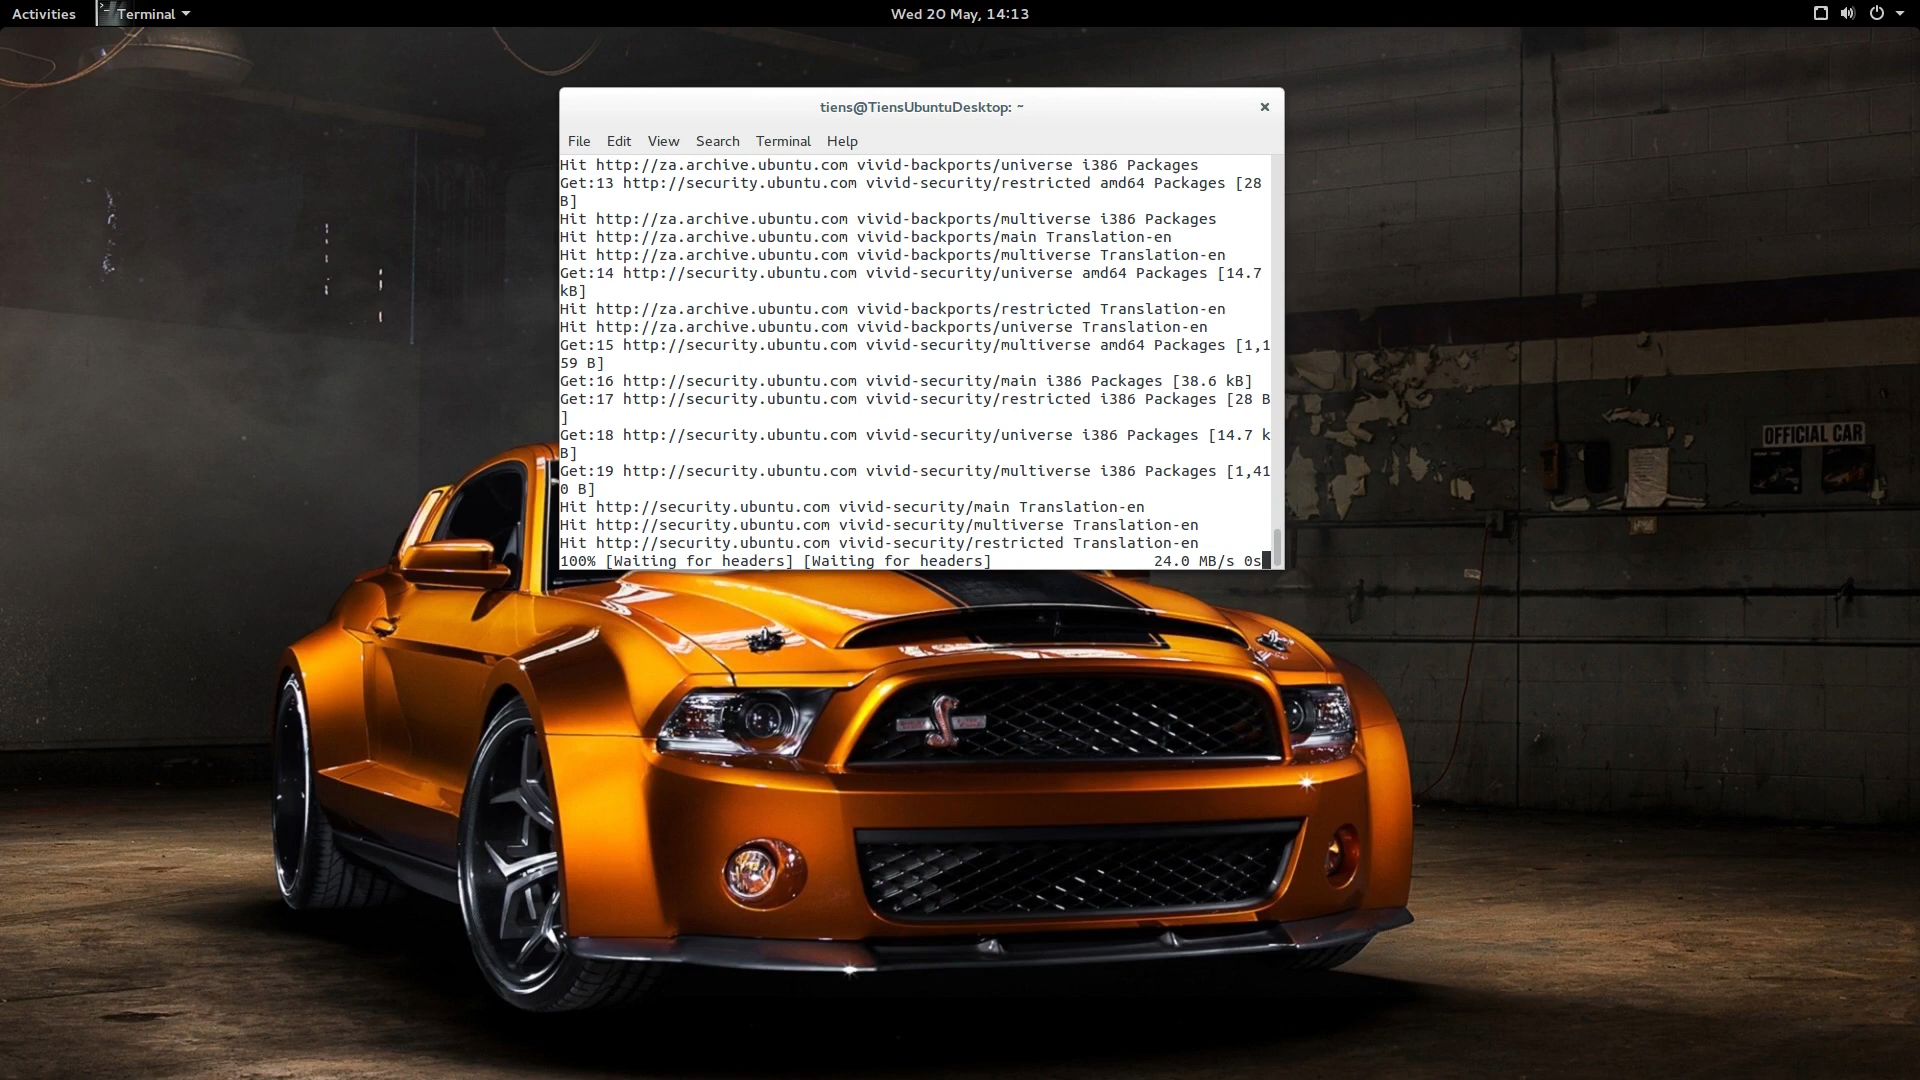 Activities
Terminal
Wed 20 May, 14:13
tiens@TiensUbuntuDesktop: ~
File Edit View Search Terminal Help
Hit http://za.archive.ubuntu.com vivid-backports/universe i386 Packages
Get:13 http://security.ubuntu.com vivid-security/restricted amd64 Packages [28
B]
Hit http://za.archive.ubuntu.com vivid-backports/multiverse i386 Packages
Hit http://za.archive.ubuntu.com vivid-backports/main Translation-en
Hit http://za.archive.ubuntu.com vivid-backports/multiverse Translation-en
Get:14 http://security.ubuntu.com vivid-security/universe amd64 Packages [14.7
kB]
Hit http://za.archive.ubuntu.com vivid-backports/restricted Translation-en
Hit http://za.archive.ubuntu.com vivid-backports/universe Translation-en
Get:15 http://security.ubuntu.com vivid-security/multiverse amd64 Packages [1,1
59 B]
Get:16 http://security.ubuntu.com vivid-security/main i386 Packages [38.6 kB]
Get:17 http://security.ubuntu.com vivid-security/restricted i386 Packages [28 B
]
Get:18 http://security.ubuntu.com vivid-security/universe i386 Packages [14.7 k
B]
Get:19 http://security.ubuntu.com vivid-security/multiverse i386 Packages [1,41
0 B]
Hit http://security.ubuntu.com vivid-security/main Translation-en
Hit http://security.ubuntu.com vivid-security/multiverse Translation-en
Hit http://security.ubuntu.com vivid-security/restricted Translation-en
100% [Waiting for headers] [Waiting for headers] 24.0 MB/s 0s
OFFICIAL CAR